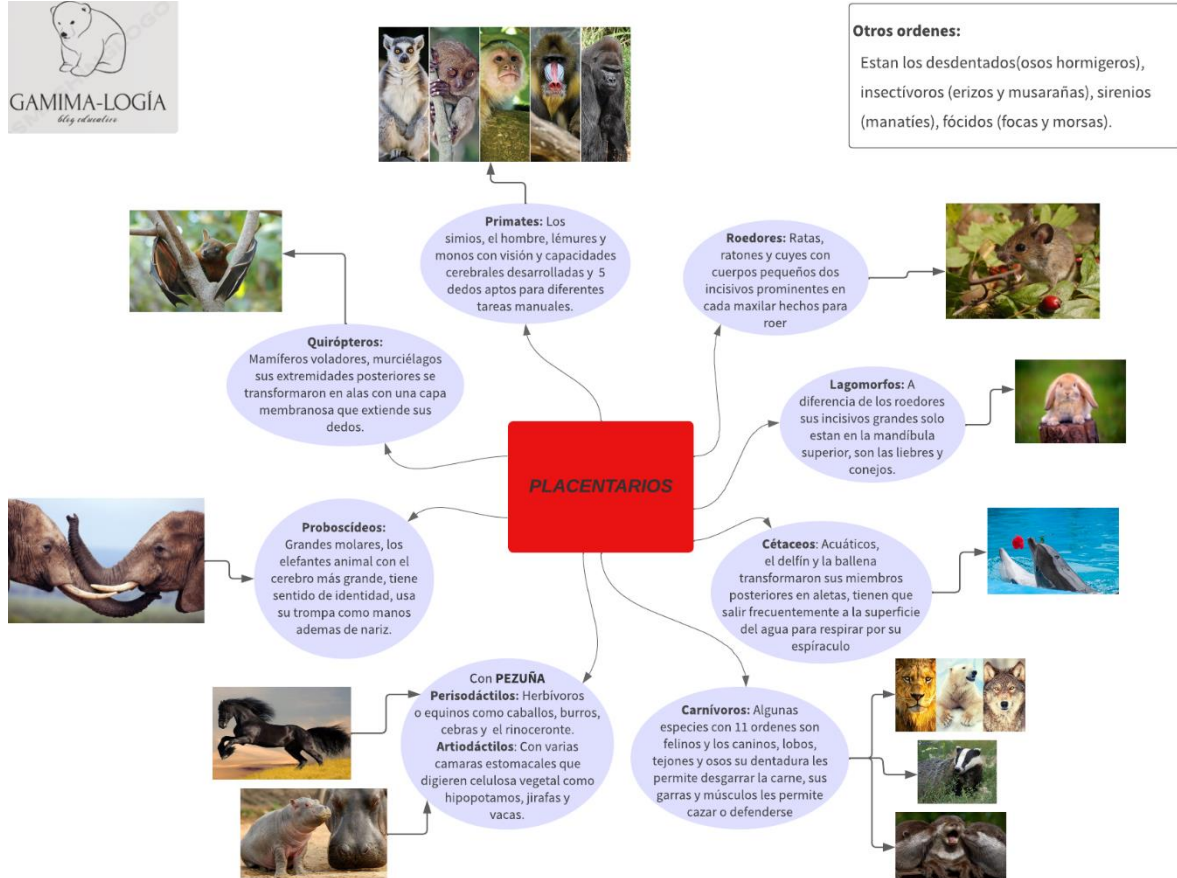 GAMIMA-LOGÍA
blog educativo
Otros ordenes:
Estan los desdentados(osos hormigeros),
insectívoros (erizos y musarañas), sirenios
(manatíes), fócidos (focas y morsas).
Primates: Los
simios, el hombre, lémures y
monos con visión y capacidades
cerebrales desarrolladas y 5
dedos aptos para diferentes
tareas manuales.
Roedores: Ratas,
ratones y cuyes con
cuerpos pequeños dos
incisivos prominentes en
cada maxilar hechos para
roer
Quirópteros:
Mamíferos voladores, murciélagos
sus extremidades posteriores se
transformaron en alas con una capa
membranosa que extiende sus
dedos.
Lagomorfos: A
diferencia de los roedores
sus incisivos grandes solo
estan en la mandíbula
superior, son las liebres y
conejos.
PLACENTARIOS
Proboscídeos:
Grandes molares, los
elefantes animal con el
cerebro más grande, tiene
sentido de identidad, usa
su trompa como manos
ademas de nariz.
Cétaceos: Acuáticos,
el delfín y la ballena
transformaron sus miembros
posteriores en aletas, tienen que
salir frecuentemente a la superficie
del agua para respirar por su
espíraculo
Con PEZUÑA
Perisodáctilos: Herbívoros
o equinos como caballos, burros,
cebras y el rinoceronte.
Artiodáctilos: Con varias
camaras estomacales que
digieren celulosa vegetal como
hipopotamos, jirafas y
vacas.
Carnívoros: Algunas
especies con 11 ordenes son
felinos y los caninos, lobos,
tejones y osos su dentadura les
permite desgarrar la carne, sus
garras y músculos les permite
cazar o defenderse